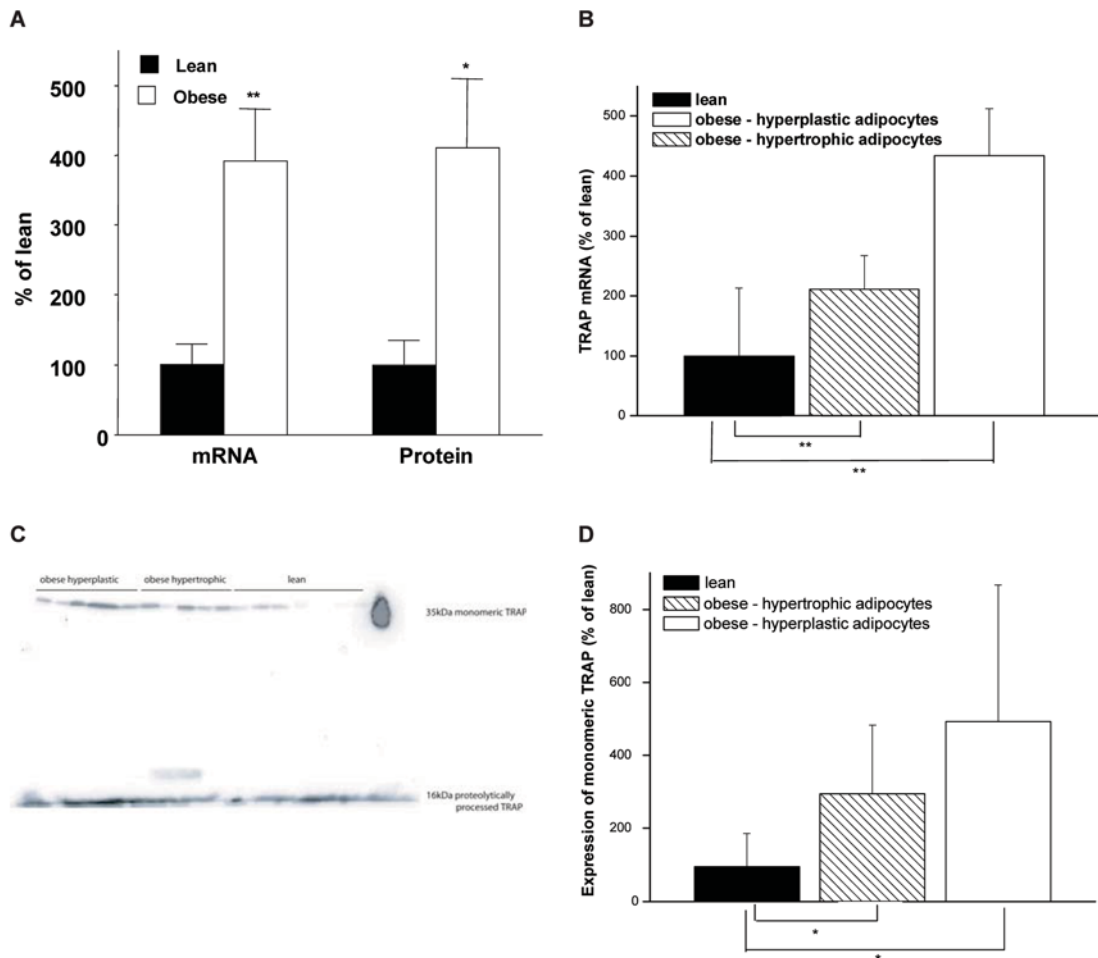 A
Lean
Obese
% of lean
500
400
300
200
100
0
**
*
mRNA
Protein
B
lean
obese - hyperplastic adipocytes
obese - hypertrophic adipocytes
TRAP mRNA (% of lean)
500
400
300
200
100
0
**
**
C
obese hyperplastic obese hypertrophic lean
35kDa monomeric TRAP
16kDa proteolytically
processed TRAP
D
lean
obese - hypertrophic adipocytes
obese - hyperplastic adipocytes
Expression of monomeric TRAP (% of lean)
800
600
400
200
0
*
*